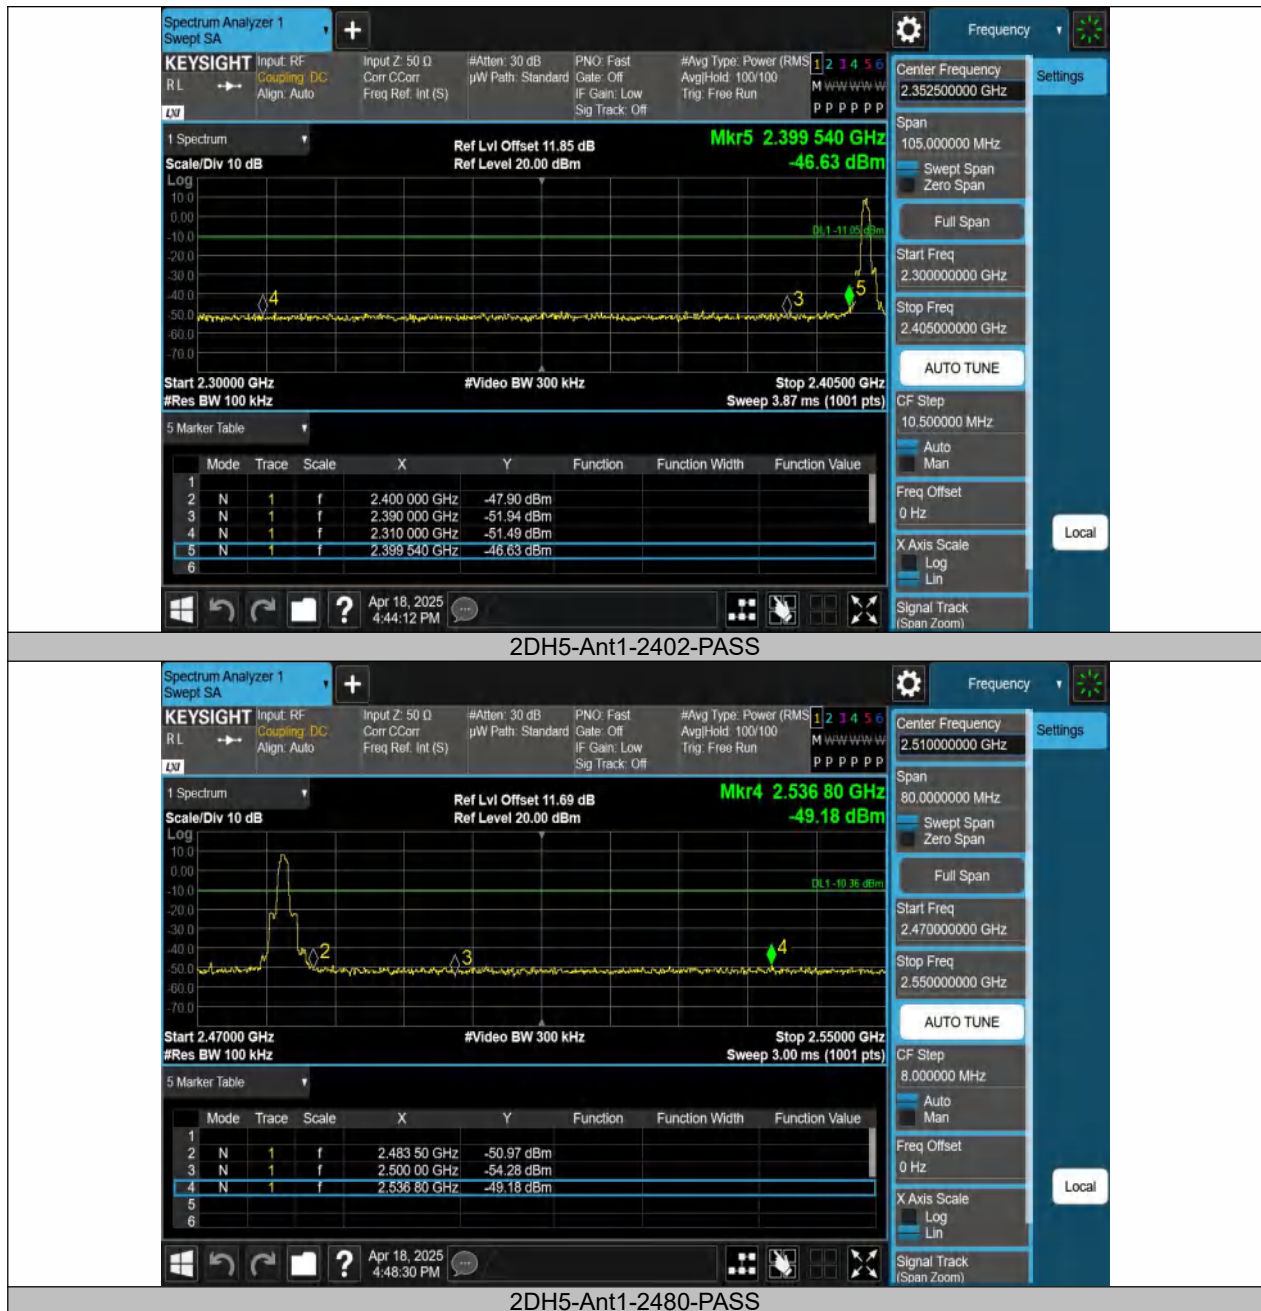 Spectrum Analyzer 1
Swept SA
Frequency
KEYSIGHT
RL
LXI
Input: RF
Coupling: DC
Align: Auto
Input Z: 50 Ω
Corr CCorr
Freq Ref: Int (S)
#Atten: 30 dB
µW Path: Standard
PNO: Fast
Gate: Off
IF Gain: Low
Sig Track: Off
#Avg Type: Power (RMS
Avg|Hold: 100/100
Trig: Free Run
1 2 3 4 5 6
M W W W W W
P P P P P P
Center Frequency
2.352500000 GHz
Settings
1 Spectrum
Scale/Div 10 dB
Ref Lvl Offset 11.85 dB
Ref Level 20.00 dBm
Mkr5 2.399 540 GHz
-46.63 dBm
Span
105.000000 MHz
Swept Span
Zero Span
Full Span
Start Freq
2.300000000 GHz
Stop Freq
2.405000000 GHz
AUTO TUNE
CF Step
10.500000 MHz
Auto
Man
Freq Offset
0 Hz
X Axis Scale
Log
Lin
Signal Track
(Span Zoom)
Local
Log
10.0
0.00
-10.0
-20.0
-30.0
-40.0
-50.0
-60.0
-70.0
DL1 -11.05 dBm
4
3
5
Start 2.30000 GHz
#Res BW 100 kHz
#Video BW 300 kHz
Stop 2.40500 GHz
Sweep 3.87 ms (1001 pts)
5 Marker Table
Mode Trace Scale X Y Function Function Width Function Value
1
2 N 1 f 2.400 000 GHz -47.90 dBm
3 N 1 f 2.390 000 GHz -51.94 dBm
4 N 1 f 2.310 000 GHz -51.49 dBm
5 N 1 f 2.399 540 GHz -46.63 dBm
6
Apr 18, 2025
4:44:12 PM
2DH5-Ant1-2402-PASS
Spectrum Analyzer 1
Swept SA
Frequency
KEYSIGHT
RL
LXI
Input: RF
Coupling: DC
Align: Auto
Input Z: 50 Ω
Corr CCorr
Freq Ref: Int (S)
#Atten: 30 dB
µW Path: Standard
PNO: Fast
Gate: Off
IF Gain: Low
Sig Track: Off
#Avg Type: Power (RMS
Avg|Hold: 100/100
Trig: Free Run
1 2 3 4 5 6
M W W W W W
P P P P P P
Center Frequency
2.510000000 GHz
Settings
1 Spectrum
Scale/Div 10 dB
Ref Lvl Offset 11.69 dB
Ref Level 20.00 dBm
Mkr4 2.536 80 GHz
-49.18 dBm
Span
80.0000000 MHz
Swept Span
Zero Span
Full Span
Start Freq
2.470000000 GHz
Stop Freq
2.550000000 GHz
AUTO TUNE
CF Step
8.000000 MHz
Auto
Man
Freq Offset
0 Hz
X Axis Scale
Log
Lin
Signal Track
(Span Zoom)
Local
Log
10.0
0.00
-10.0
-20.0
-30.0
-40.0
-50.0
-60.0
-70.0
DL1 -10.36 dBm
2
3
4
Start 2.47000 GHz
#Res BW 100 kHz
#Video BW 300 kHz
Stop 2.55000 GHz
Sweep 3.00 ms (1001 pts)
5 Marker Table
Mode Trace Scale X Y Function Function Width Function Value
1
2 N 1 f 2.483 50 GHz -50.97 dBm
3 N 1 f 2.500 00 GHz -54.28 dBm
4 N 1 f 2.536 80 GHz -49.18 dBm
5
6
Apr 18, 2025
4:48:30 PM
2DH5-Ant1-2480-PASS